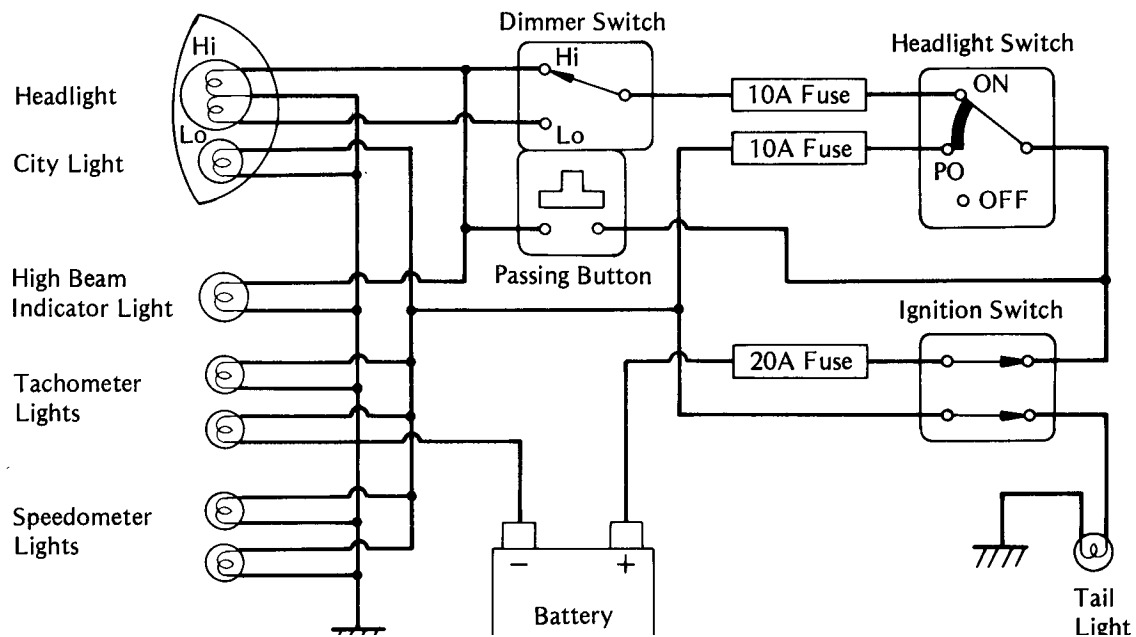 Dimmer Switch
Headlight Switch
Hi
Hi
ON
Headlight
10A Fuse
Lo
Lo
City Light
10A Fuse
PO
OFF
High Beam
Indicator Light
Passing Button
Ignition Switch
20A Fuse
Tachometer
Lights
Speedometer
Lights
−
+
Battery
Tail
Light